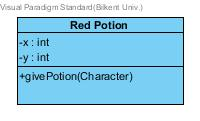 Visual Paradigm Standard(Bilkent Univ.)
Red Potion
-x : int
-y : int
+givePotion(Character)